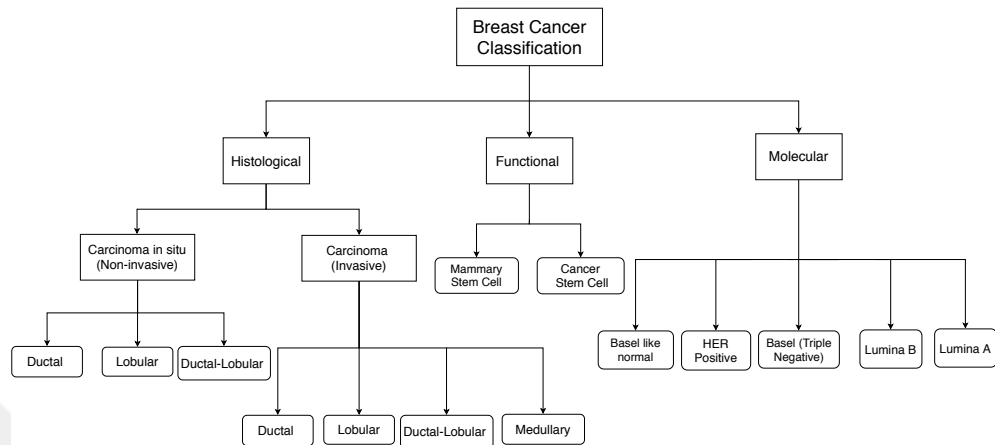 Breast Cancer
Classification
Histological
Functional
Molecular
Carcinoma in situ
(Non-invasive)
Carcinoma
(Invasive)
Mammary
Stem Cell
Cancer
Stem Cell
Basel like
normal
HER
Positive
Basel (Triple
Negative)
Lumina B
Lumina A
Ductal
Lobular
Ductal-Lobular
Ductal
Lobular
Ductal-Lobular
Medullary